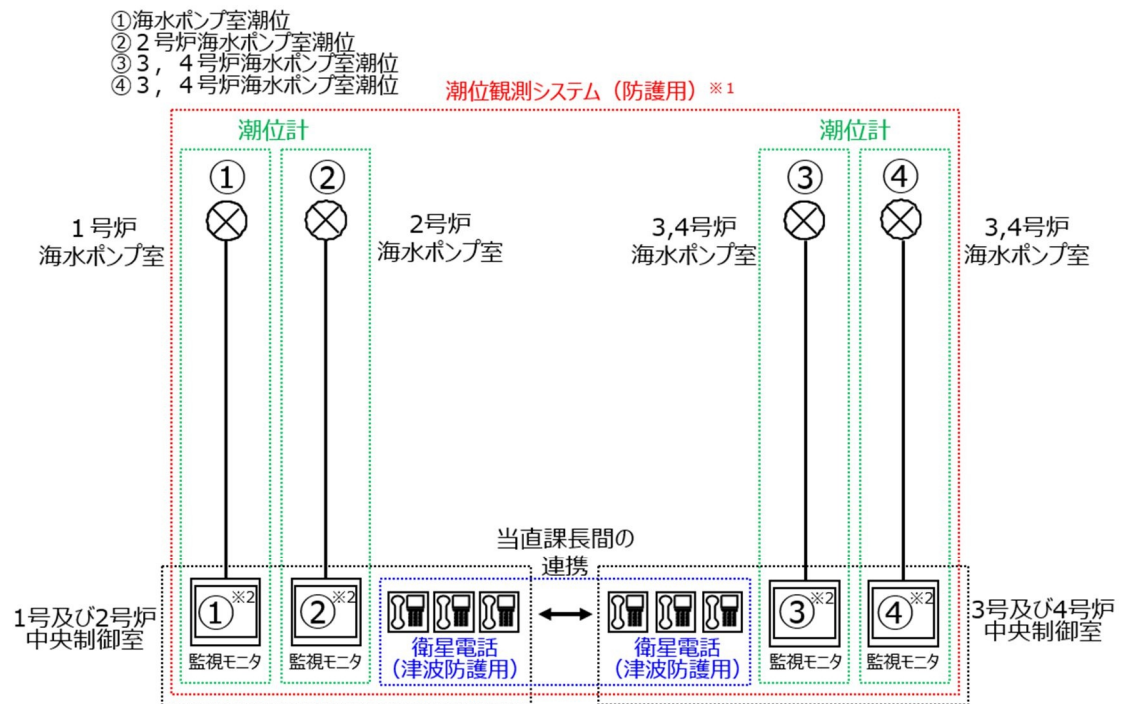 ①海水ポンプ室潮位
②２号炉海水ポンプ室潮位
③３，４号炉海水ポンプ室潮位
④３，４号炉海水ポンプ室潮位
潮位観測システム（防護用）※１
潮位計
潮位計
①
②
③
④
１号炉
海水ポンプ室
2号炉
海水ポンプ室
3,4号炉
海水ポンプ室
3,4号炉
海水ポンプ室
当直課長間の
連携
1号及び2号炉
中央制御室
①※2
監視モニタ
②※2
監視モニタ
衛星電話
（津波防護用）
衛星電話
（津波防護用）
③※2
監視モニタ
④※2
監視モニタ
3号及び4号炉
中央制御室